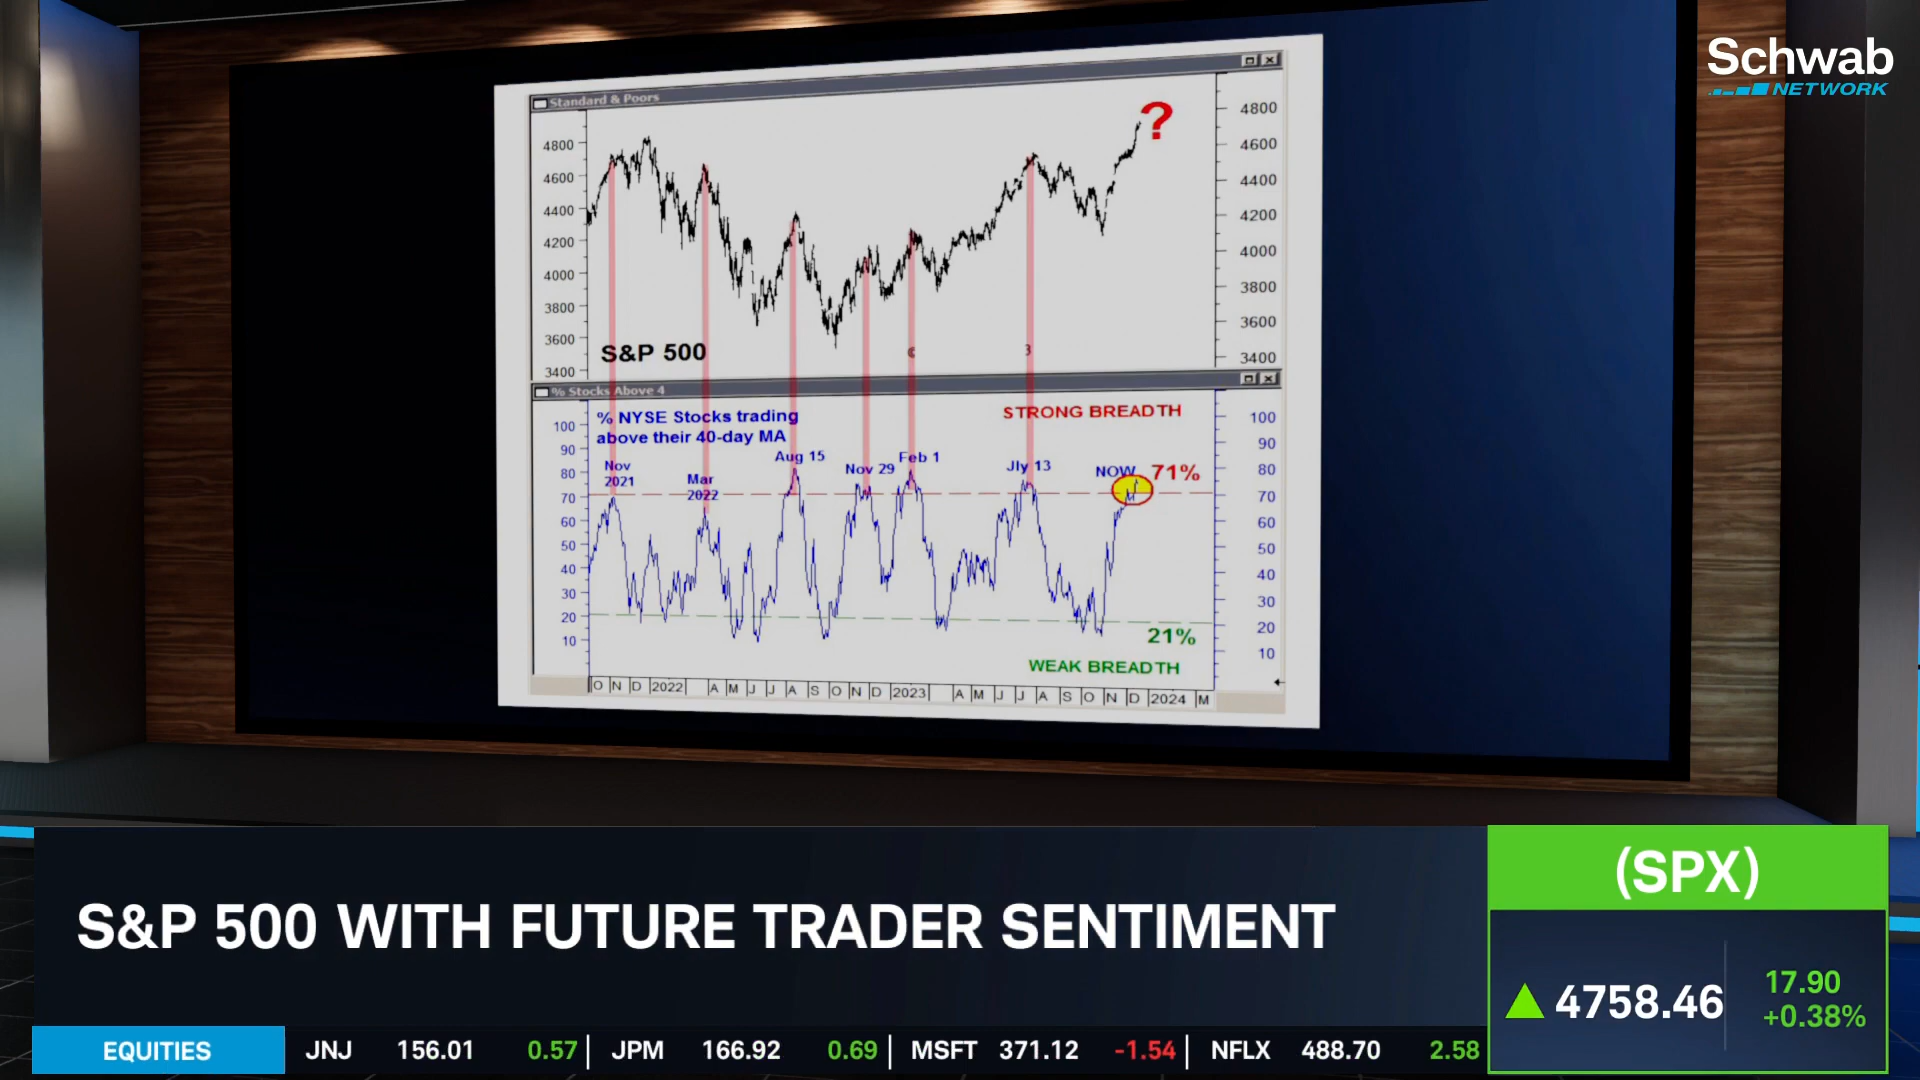 Schwab
NETWORK
Standard & Poors
4800
4600
4400
4200
4000
3800
3600
3400
4800
4600
4400
4200
4000
3800
3600
3400
?
S&P 500
% Stocks Above 4
% NYSE Stocks trading
above their 40-day MA
STRONG BREADTH
Nov
2021
Mar
2022
Aug 15
Nov 29
Feb 1
Jly 13
NOW
71%
100
90
80
70
60
50
40
30
20
10
100
90
80
70
60
50
40
30
20
10
21%
WEAK BREADTH
O N D 2022 A M J J A S O N D 2023 A M J J A S O N D 2024 M
S&P 500 WITH FUTURE TRADER SENTIMENT
(SPX)
4758.46
17.90
+0.38%
EQUITIES JNJ 156.01 0.57 JPM 166.92 0.69 MSFT 371.12 -1.54 NFLX 488.70 2.58